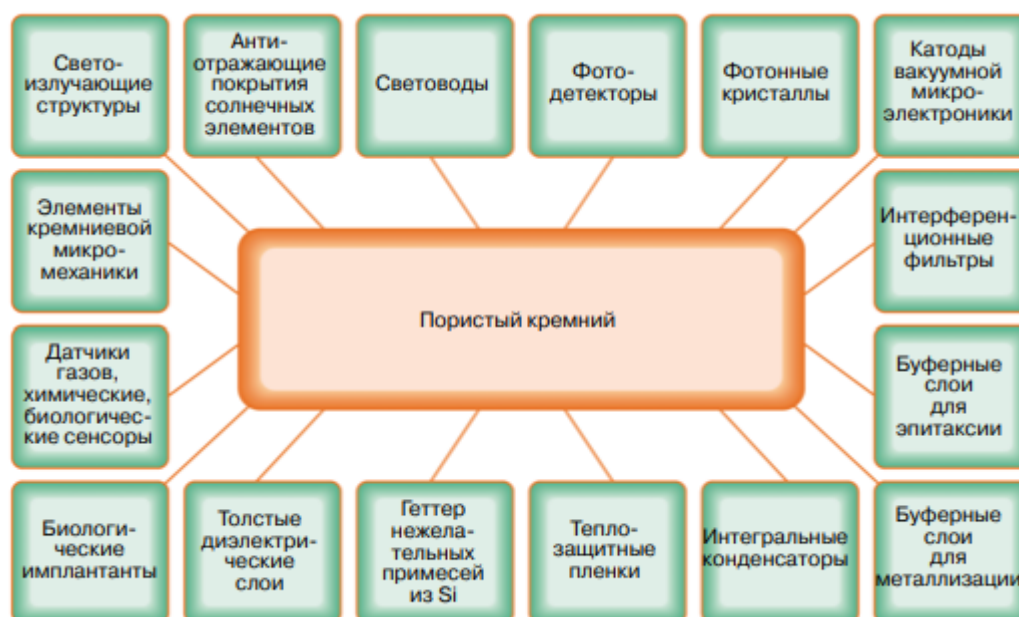 Свето-
излучающие
структуры
Анти-
отражающие
покрытия
солнечных
элементов
Световоды
Фото-
детекторы
Фотонные
кристаллы
Катоды
вакуумной
микро-
электроники
Элементы
кремниевой
микро-
механики
Интерферен-
ционные
фильтры
Пористый кремний
Датчики
газов,
химические,
биологичес-
кие сенсоры
Буферные
слои
для
эпитаксии
Биологи-
ческие
имплантанты
Толстые
диэлектри-
ческие
слои
Геттер
нежела-
тельных
примесей
из Si
Тепло-
защитные
пленки
Интегральные
конденсаторы
Буферные
слои
для
металлизации